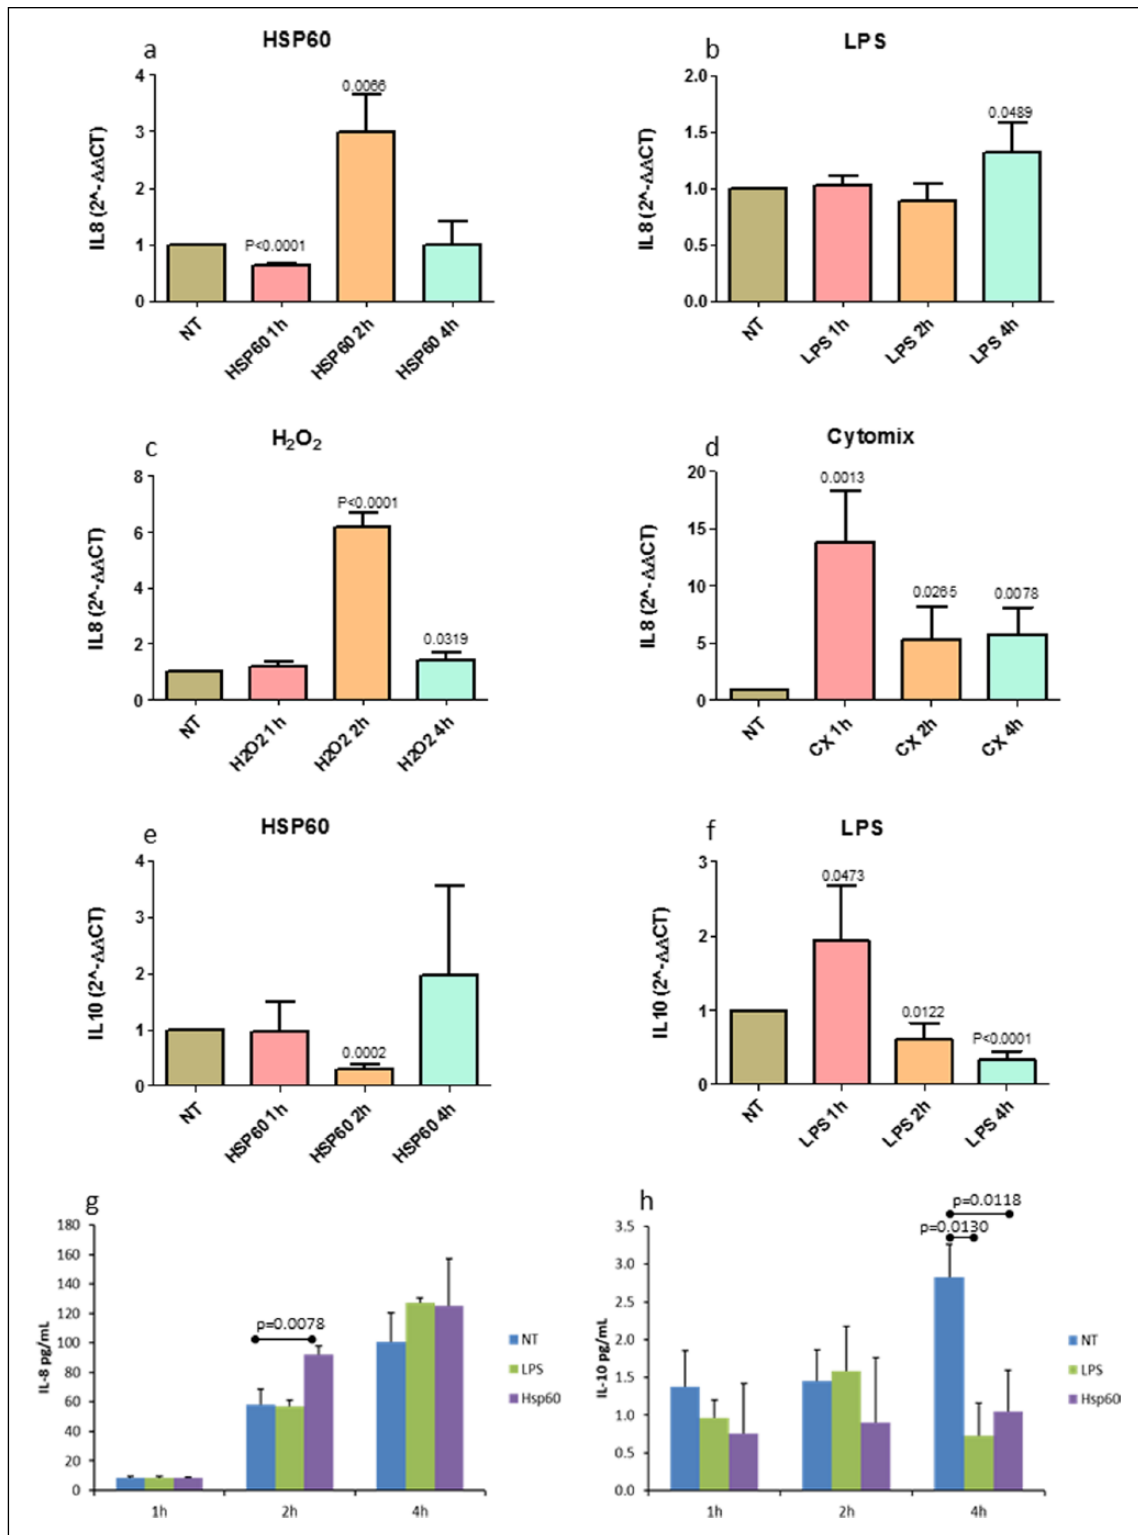 a
HSP60
IL8 (2^-ΔΔCT)
4
3
2
1
0
P<0.0001
0.0066
NT
HSP60 1h
HSP60 2h
HSP60 4h
b
LPS
IL8 (2^-ΔΔCT)
2.0
1.5
1.0
0.5
0.0
0.0489
NT
LPS 1h
LPS 2h
LPS 4h
c
H₂O₂
IL8 (2^-ΔΔCT)
8
6
4
2
0
P<0.0001
0.0319
NT
H2O2 1h
H2O2 2h
H2O2 4h
d
Cytomix
IL8 (2^-ΔΔCT)
20
15
10
5
0
0.0013
0.0265
0.0078
NT
CX 1h
CX 2h
CX 4h
e
HSP60
IL10 (2^-ΔΔCT)
4
3
2
1
0
0.0002
NT
HSP60 1h
HSP60 2h
HSP60 4h
f
LPS
IL10 (2^-ΔΔCT)
3
2
1
0
0.0473
0.0122
P<0.0001
NT
LPS 1h
LPS 2h
LPS 4h
g
IL-8 pg/mL
180
160
140
120
100
80
60
40
20
0
p=0.0078
1h
2h
4h
NT
LPS
Hsp60
h
IL-10 pg/mL
3.5
3.0
2.5
2.0
1.5
1.0
0.5
0.0
p=0.0118
p=0.0130
1h
2h
4h
NT
LPS
Hsp60